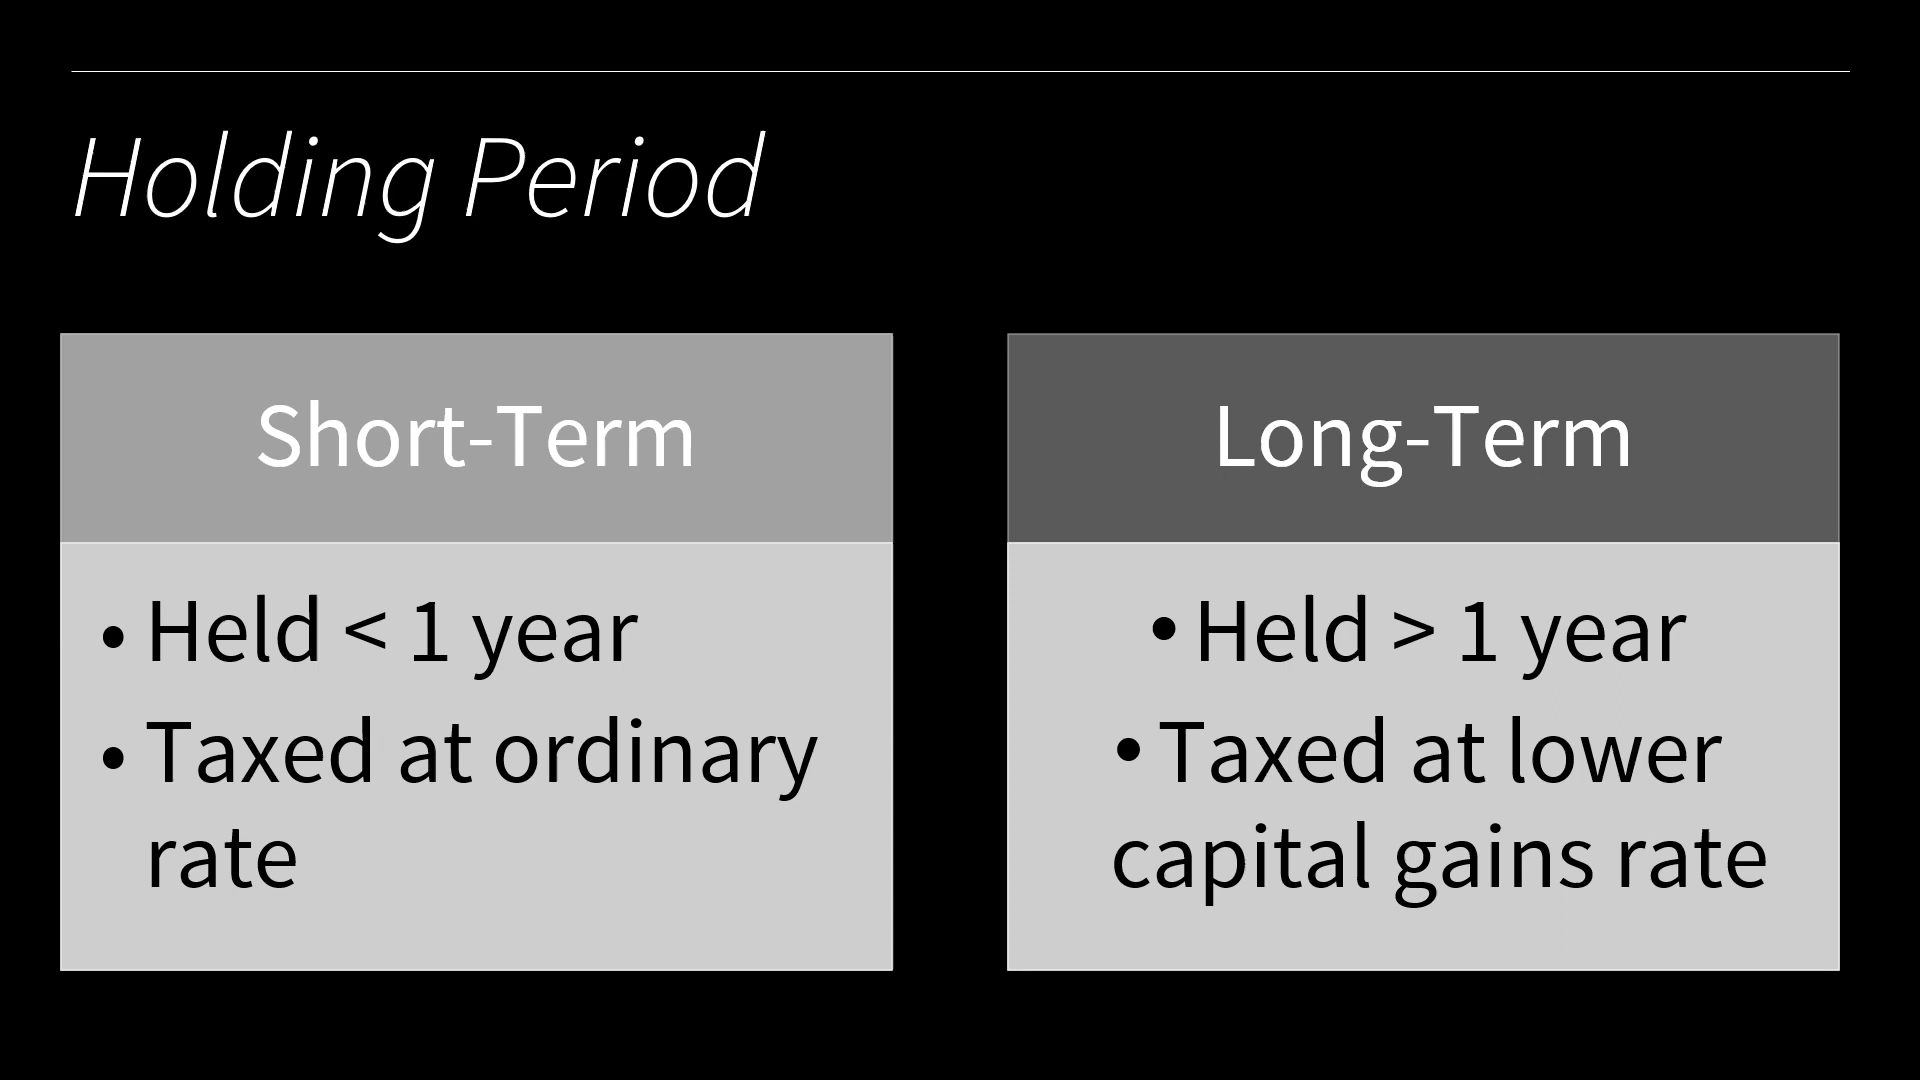 Holding Period
Short-Term
• Held < 1 year
• Taxed at ordinary
rate
Long-Term
• Held > 1 year
• Taxed at lower
capital gains rate